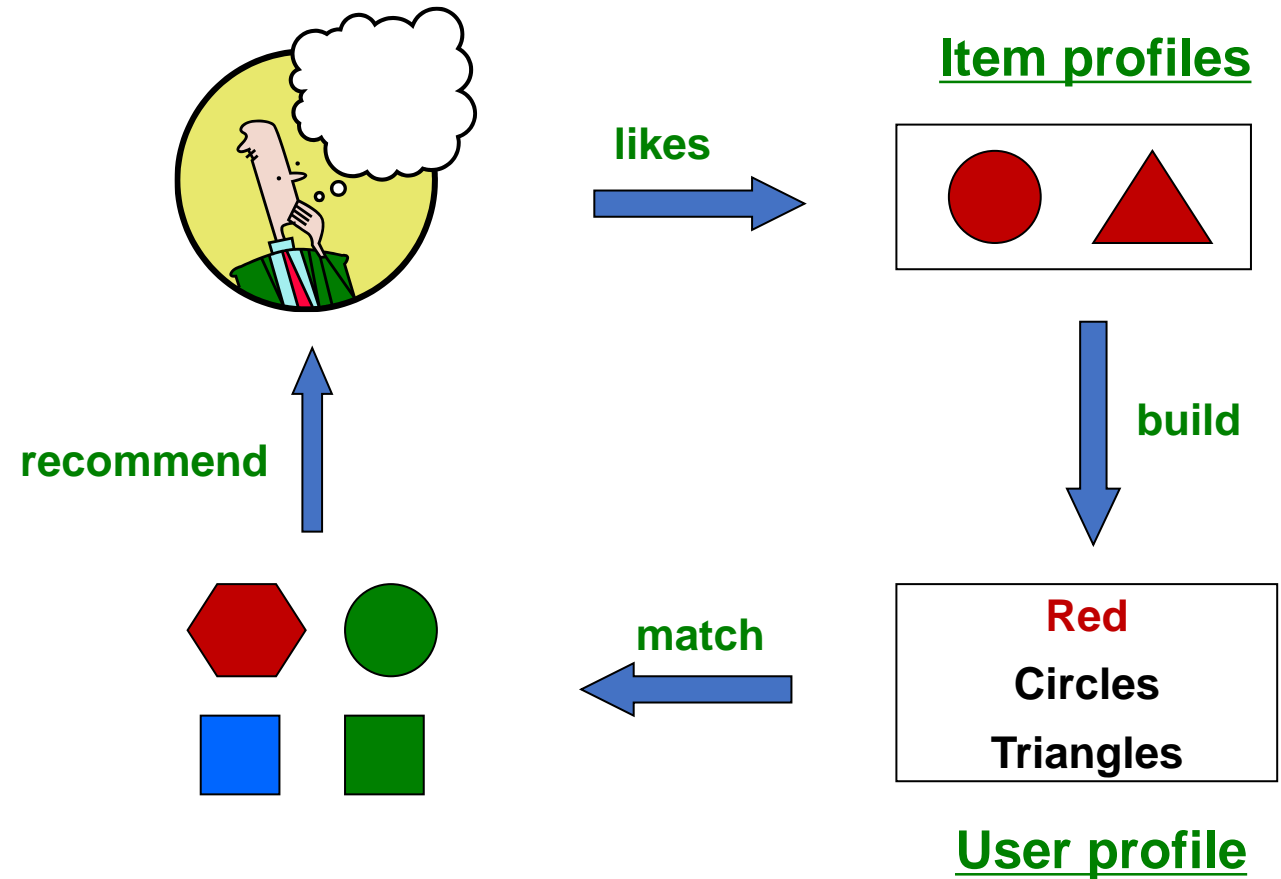 Item profiles
likes
build
recommend
match
Red
Circles
Triangles
User profile